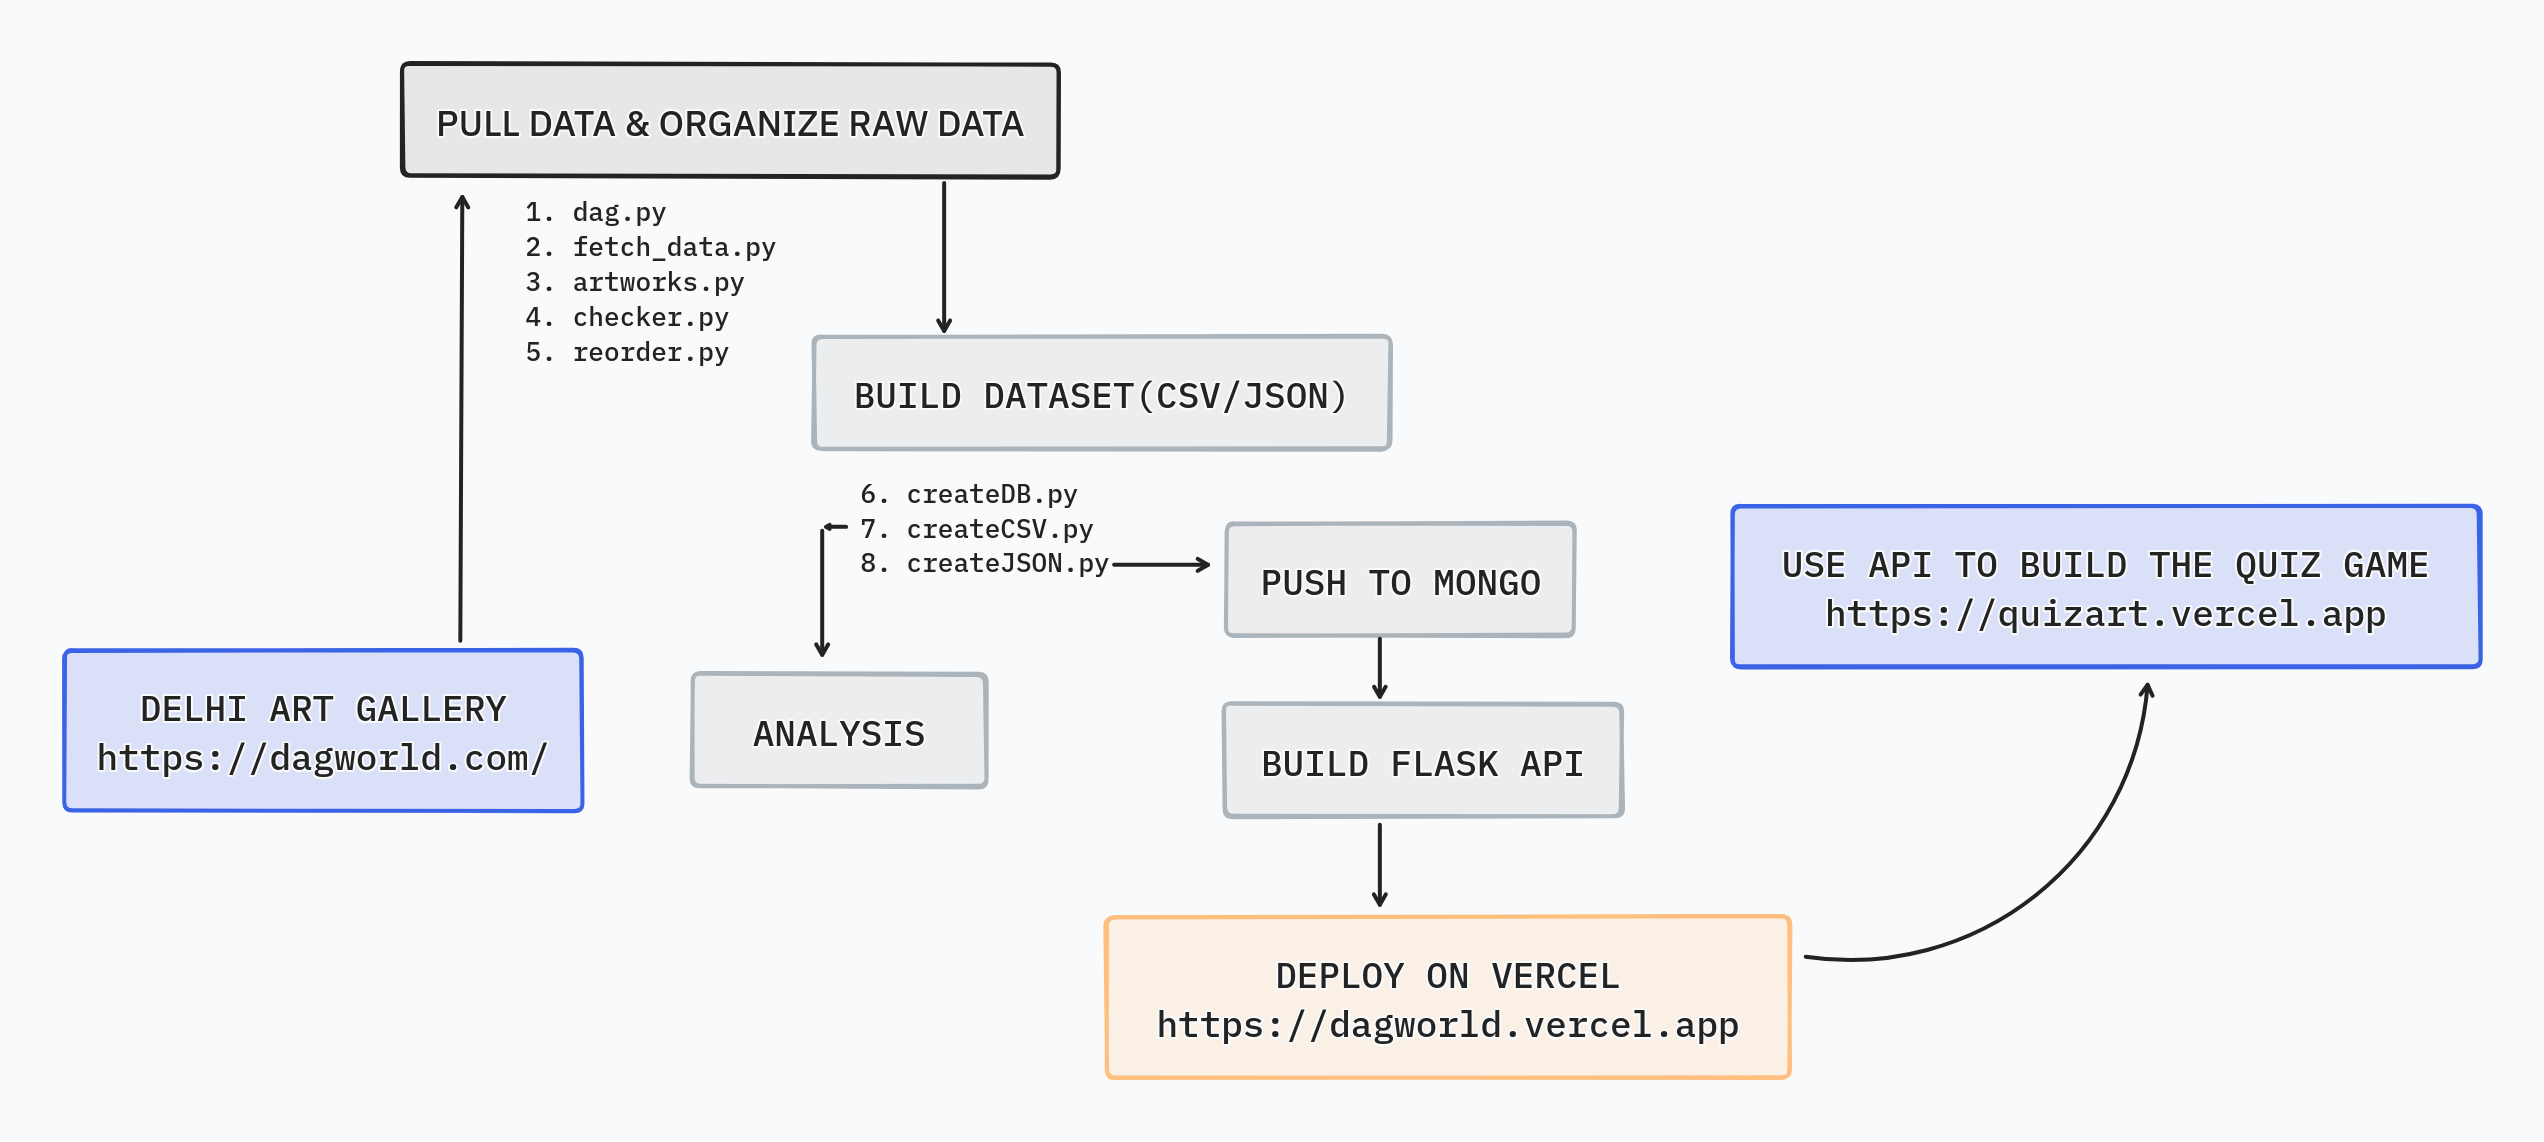 PULL DATA & ORGANIZE RAW DATA
1. dag.py
2. fetch_data.py
3. artworks.py
4. checker.py
5. reorder.py
BUILD DATASET(CSV/JSON)
6. createDB.py
7. createCSV.py
8. createJSON.py
PUSH TO MONGO
USE API TO BUILD THE QUIZ GAME
https://quizart.vercel.app
DELHI ART GALLERY
https://dagworld.com/
ANALYSIS
BUILD FLASK API
DEPLOY ON VERCEL
https://dagworld.vercel.app